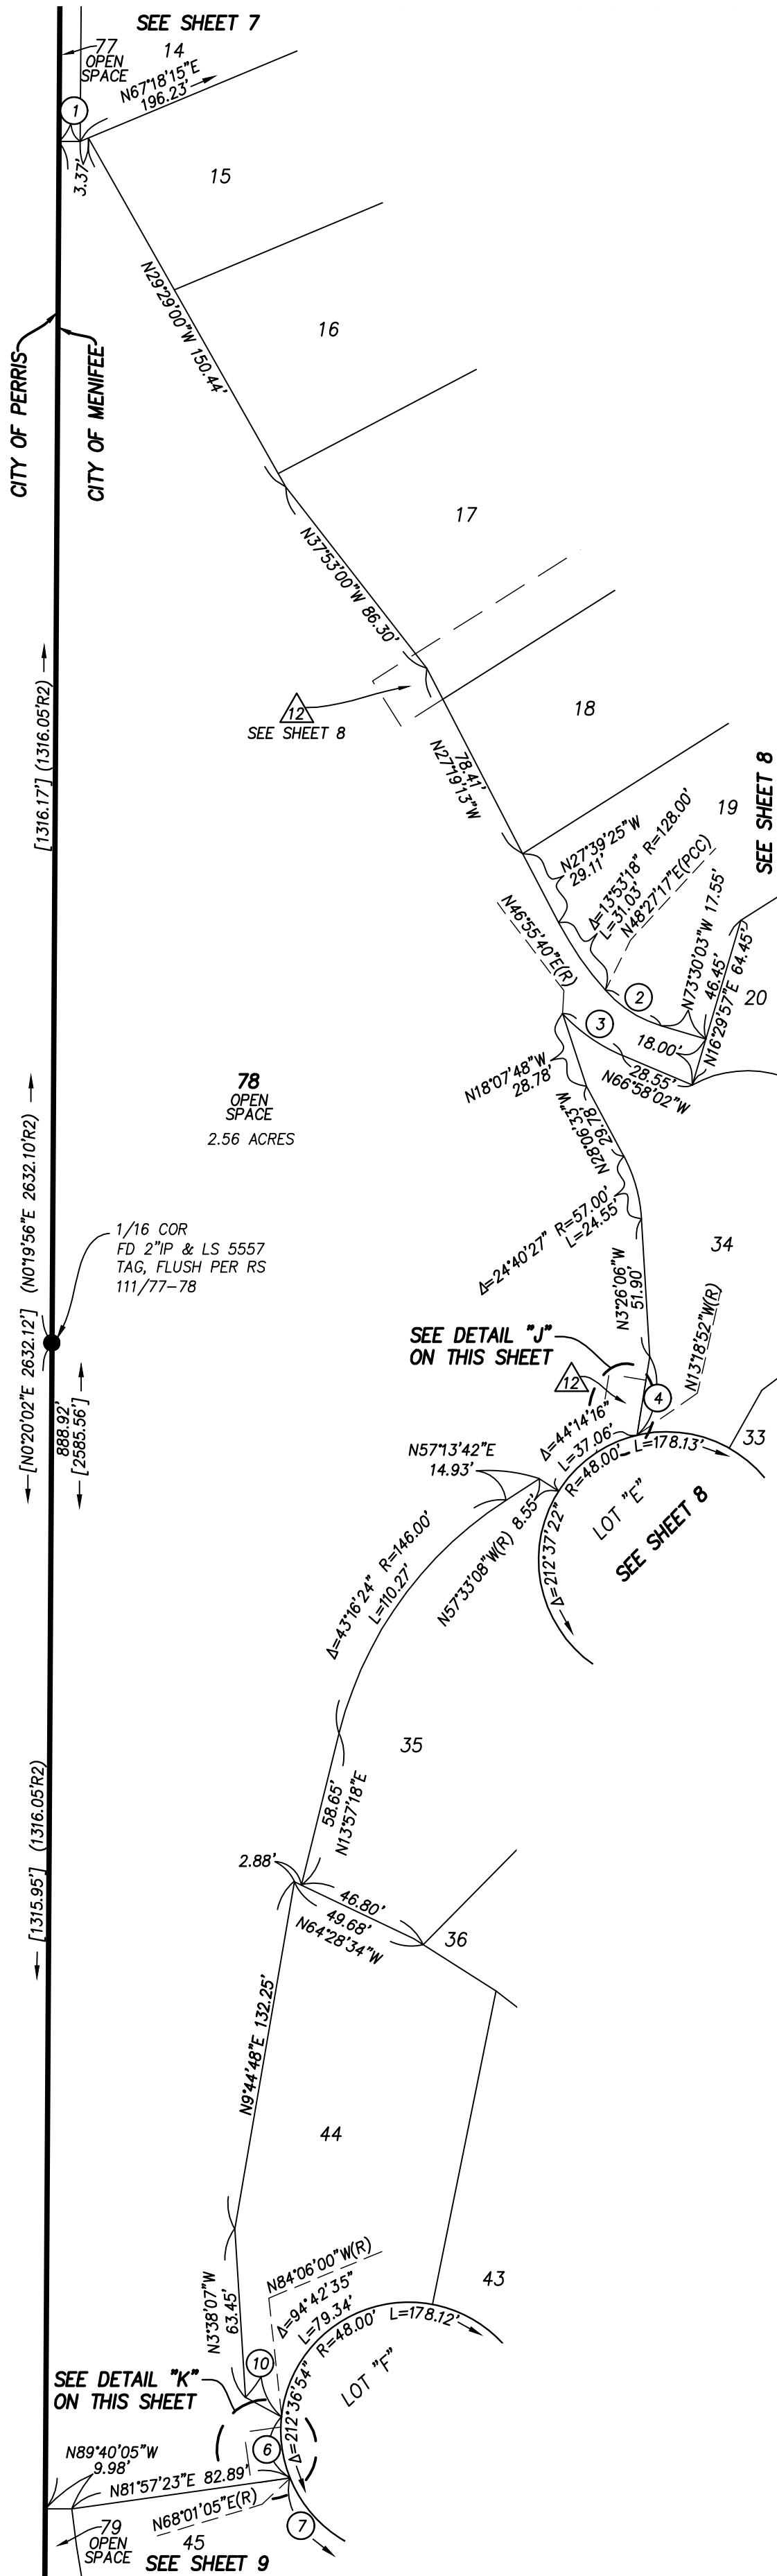 SEE SHEET 7
77
OPEN
SPACE
14
N67°18'15"E
196.23'
1
3.37'
15
N29°29'00"W 150.44'
16
CITY OF PERRIS
CITY OF MENIFEE
17
N37°53'00"W 86.30'
[1316.17'] (1316.05'R2)
12
SEE SHEET 8
18
78.41'
N27°19'13"W
SEE SHEET 8
19
N27°39'25"W
29.11'
Δ=13°53'18" R=128.00'
L=31.03'
N48°27'17"E(PCC)
N46°55'40"E(R)
N73°30'03"W 17.55'
46.45'
N16°29'57"E 64.45'
2
20
3
18.00'
28.55'
N66°58'02"W
N18°07'48"W
28.78'
78
OPEN
SPACE
2.56 ACRES
N28°06'33"W
29.78'
[N0°20'02"E 2632.12'] (N0°19'56"E 2632.10'R2)
1/16 COR
FD 2"IP & LS 5557
TAG, FLUSH PER RS
111/77-78
Δ=24°40'27" R=57.00'
L=24.55'
34
N3°26'06"W
51.90'
N13°18'52"W(R)
SEE DETAIL "J"
ON THIS SHEET
12
4
888.92'
[2585.56']
Δ=44°14'16"
L=37.06'
R=48.00'
L=178.13'
33
N57°13'42"E
14.93'
LOT "E"
SEE SHEET 8
N57°33'08"W(R) 8.55'
Δ=212°37'22"
Δ=43°16'24" R=146.00'
L=110.27'
35
58.65'
N13°57'18"E
[1315.95'] (1316.05'R2)
2.88'
46.80'
49.68'
N64°28'34"W
36
N9°44'48"E 132.25'
44
N84°06'00"W(R)
43
N3°38'07"W
63.45'
Δ=94°42'35"
L=79.34'
R=48.00'
L=178.12'
10
LOT "F"
SEE DETAIL "K"
ON THIS SHEET
Δ=212°36'54"
6
N89°40'05"W
9.98'
N81°57'23"E 82.89'
N68°01'05"E(R)
7
79
OPEN
SPACE
45
SEE SHEET 9